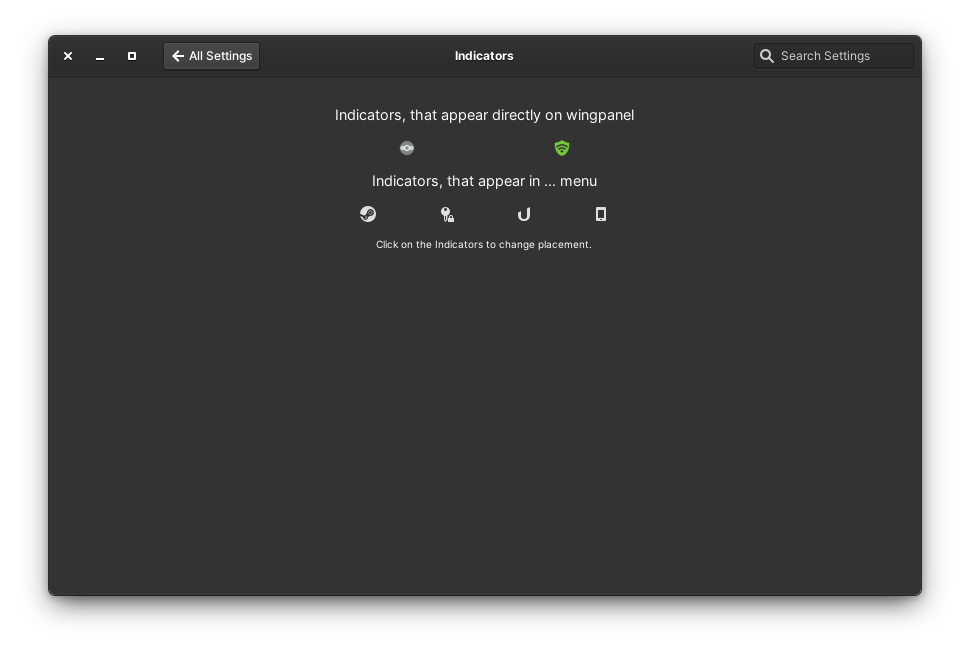 All Settings
Indicators
Search Settings
Indicators, that appear directly on wingpanel
Indicators, that appear in ... menu
Click on the Indicators to change placement.